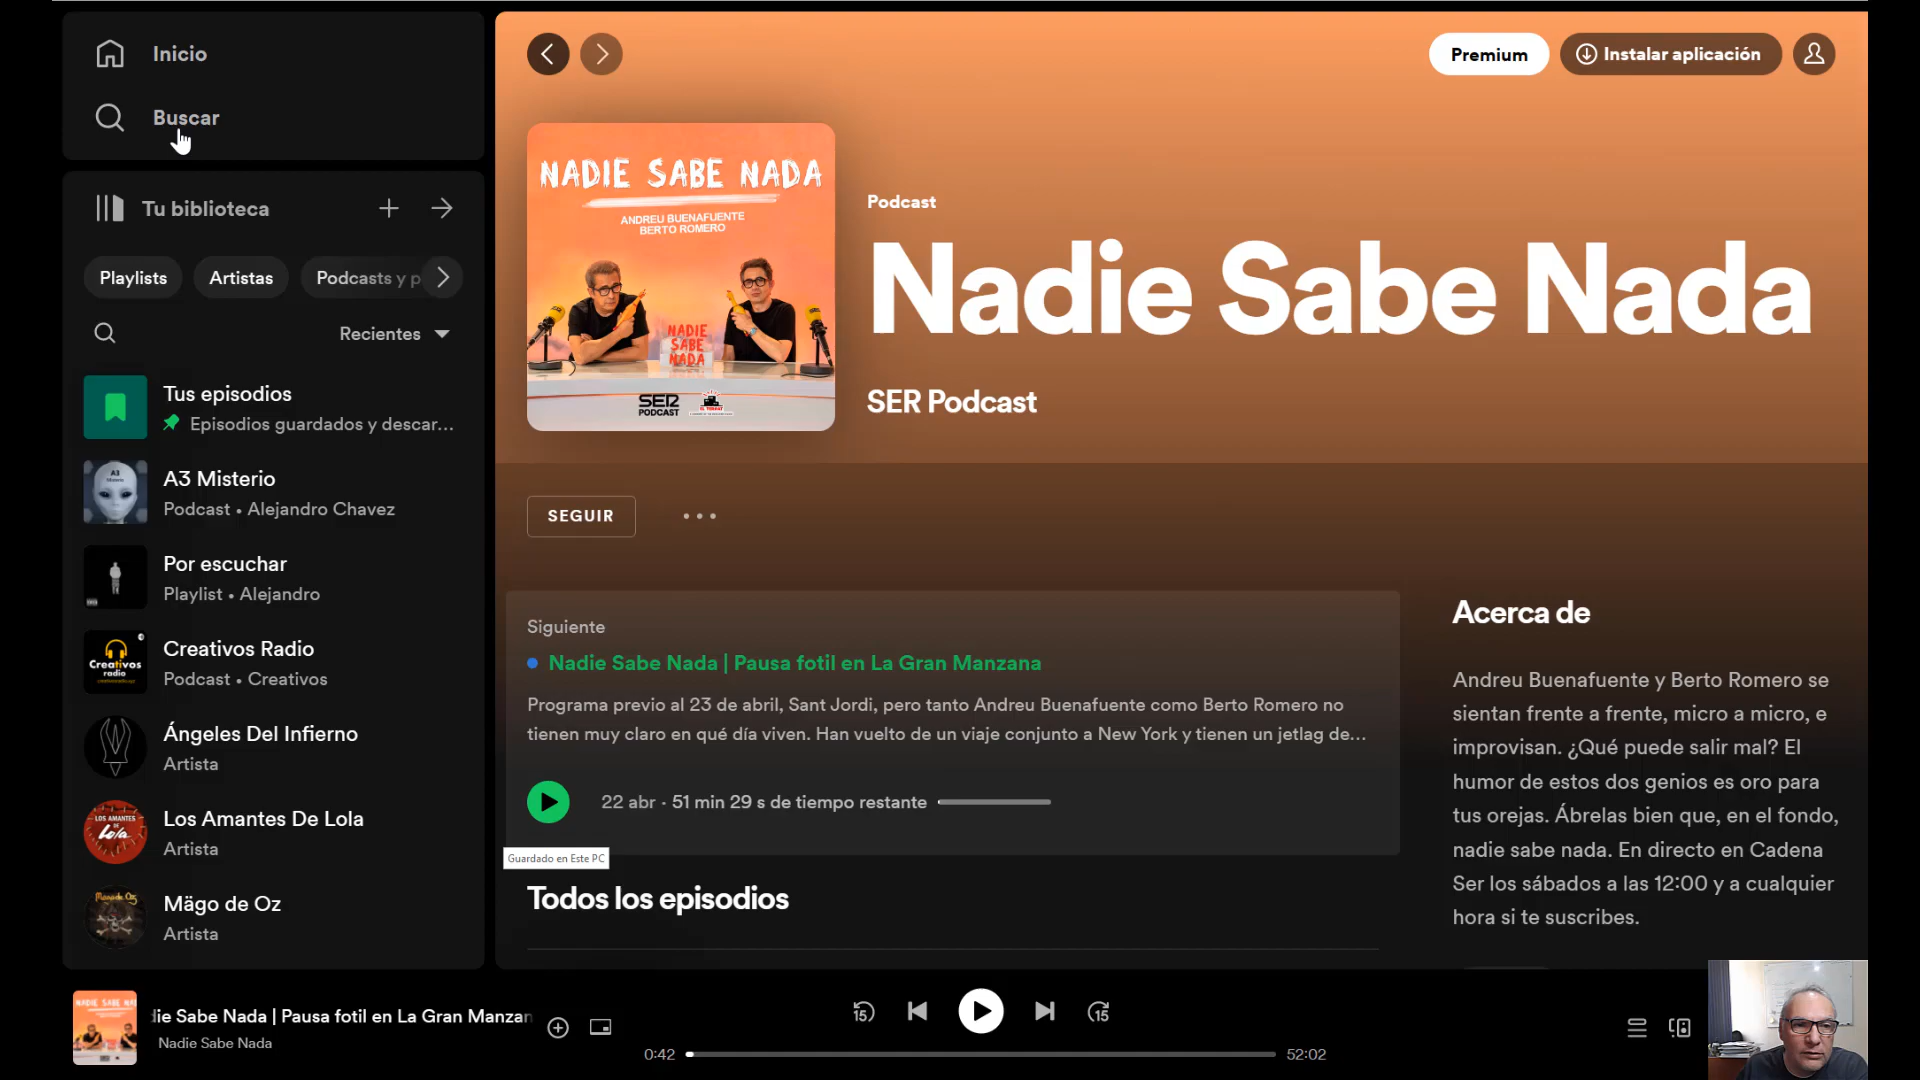 Inicio
Buscar
Tu biblioteca
Playlists
Artistas
Podcasts y p
Recientes
Tus episodios
Episodios guardados y descar...
A3 Misterio
Podcast • Alejandro Chavez
Por escuchar
Playlist • Alejandro
Creativos Radio
Podcast • Creativos
Ángeles Del Infierno
Artista
Los Amantes De Lola
Artista
Mägo de Oz
Artista
Premium
Instalar aplicación
NADIE SABE NADA
ANDREU BUENAFUENTE
BERTO ROMERO
NADIE
SABE
NADA
SER
PODCAST
Podcast
Nadie Sabe Nada
SER Podcast
SEGUIR
Siguiente
Nadie Sabe Nada | Pausa fotil en La Gran Manzana
Programa previo al 23 de abril, Sant Jordi, pero tanto Andreu Buenafuente como Berto Romero no
tienen muy claro en qué día viven. Han vuelto de un viaje conjunto a New York y tienen un jetlag de...
22 abr · 51 min 29 s de tiempo restante
Guardado en Este PC
Todos los episodios
Acerca de
Andreu Buenafuente y Berto Romero se
sientan frente a frente, micro a micro, e
improvisan. ¿Qué puede salir mal? El
humor de estos dos genios es oro para
tus orejas. Ábrelas bien que, en el fondo,
nadie sabe nada. En directo en Cadena
Ser los sábados a las 12:00 y a cualquier
hora si te suscribes.
die Sabe Nada | Pausa fotil en La Gran Manzan
Nadie Sabe Nada
15
15
0:42
52:02